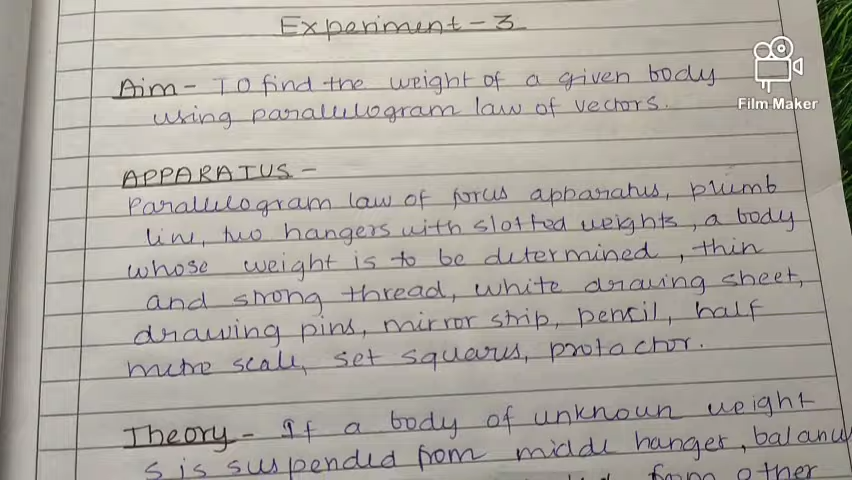 Experiment - 3
Aim - To find the weight of a given body
using parallelogram law of vectors.
Film Maker
APPARATUS -
Parallelogram law of forces apparatus, plumb
line, two hangers with slotted weights, a body
whose weight is to be determined, thin
and strong thread, white drawing sheet,
drawing pins, mirror strip, pencil, half
metre scale, set squares, protactor.
Theory - If a body of unknown weight
S is suspended from middle hanger, balance
from other